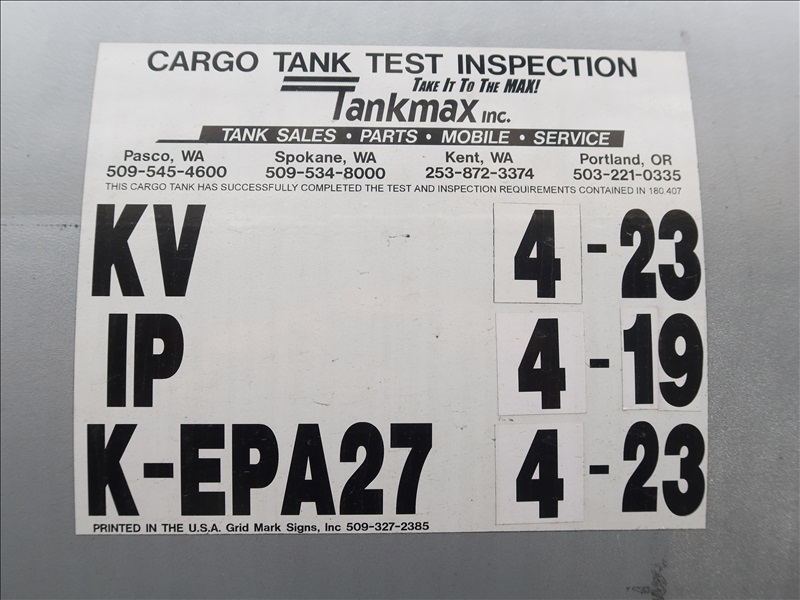 CARGO TANK TEST INSPECTION
TAKE IT TO THE MAX!
Tankmax INC.
TANK SALES • PARTS • MOBILE • SERVICE
Pasco, WA Spokane, WA Kent, WA Portland, OR
509-545-4600 509-534-8000 253-872-3374 503-221-0335
THIS CARGO TANK HAS SUCCESSFULLY COMPLETED THE TEST AND INSPECTION REQUIREMENTS CONTAINED IN 180.407
KV 4-23
IP 4-19
K-EPA27 4-23
PRINTED IN THE U.S.A. Grid Mark Signs, Inc 509-327-2385